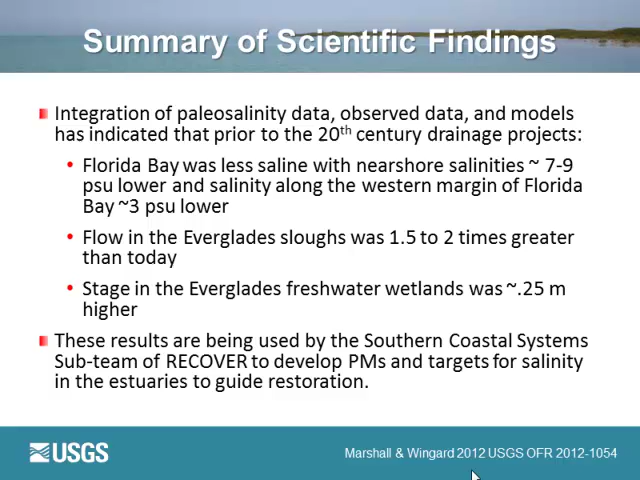 Summary of Scientific Findings
Integration of paleosalinity data, observed data, and models
has indicated that prior to the 20th century drainage projects:
Florida Bay was less saline with nearshore salinities ~ 7-9
psu lower and salinity along the western margin of Florida
Bay ~3 psu lower
Flow in the Everglades sloughs was 1.5 to 2 times greater
than today
Stage in the Everglades freshwater wetlands was ~.25 m
higher
These results are being used by the Southern Coastal Systems
Sub-team of RECOVER to develop PMs and targets for salinity
in the estuaries to guide restoration.
USGS
Marshall & Wingard 2012 USGS OFR 2012-1054